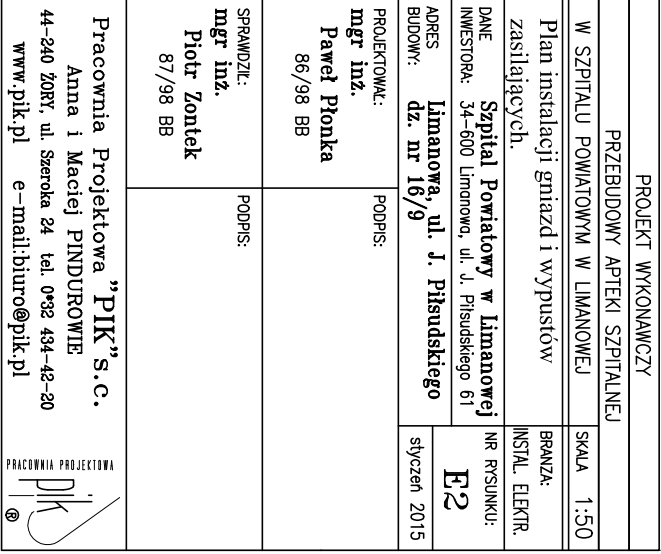 PROJEKT WYKONAWCZY
PRZEBUDOWY APTEKI SZPITALNEJ
W SZPITALU POWIATOWYM W LIMANOWEJ
SKALA 1:50
Plan instalacji gniazd i wypustów
zasilających.
BRANZA:
INSTAL. ELEKTR.
DANE
INWESTORA:
Szpital Powiatowy w Limanowej
34-600 Limanowa, ul. J. Piłsudskiego 61
NR RYSUNKU:
E2
ADRES
BUDOWY:
Limanowa, ul. J. Piłsudskiego
dz. nr 16/9
styczeń 2015
PROJEKTOWAŁ:
mgr inż.
Paweł Płonka
86/98 BB
PODPIS:
SPRAWDZIŁ:
mgr inż.
Piotr Zontek
87/98 BB
PODPIS:
Pracownia Projektowa "PIK" s.c.
Anna i Maciej PINDUROWIE
44-240 ŻORY, ul. Szeroka 24 tel. 0*32 434-42-20
www.pik.pl e-mail:biuro@pik.pl
PRACOWNIA PROJEKTOWA
pik
®